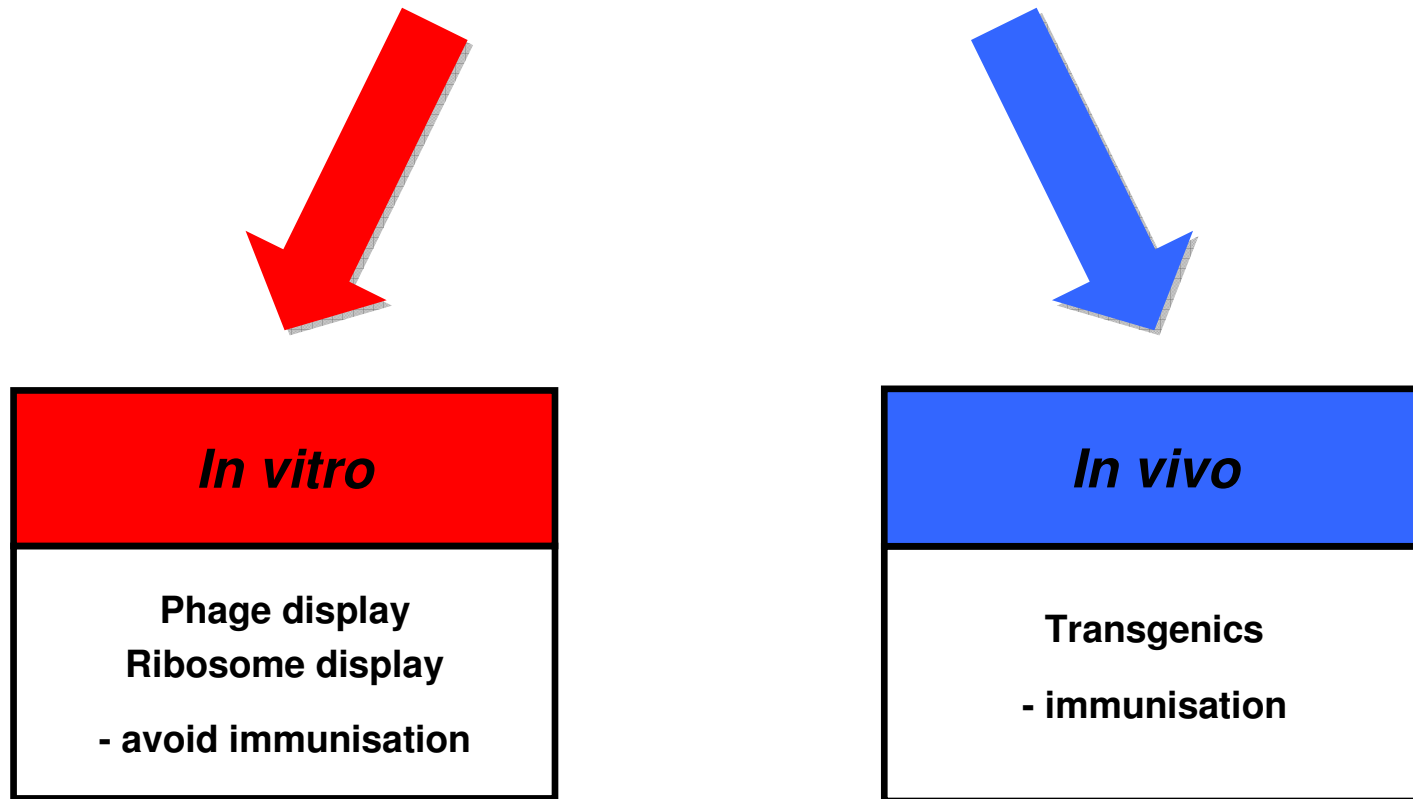 In vitro
Phage display
Ribosome display
- avoid immunisation
In vivo
Transgenics
- immunisation